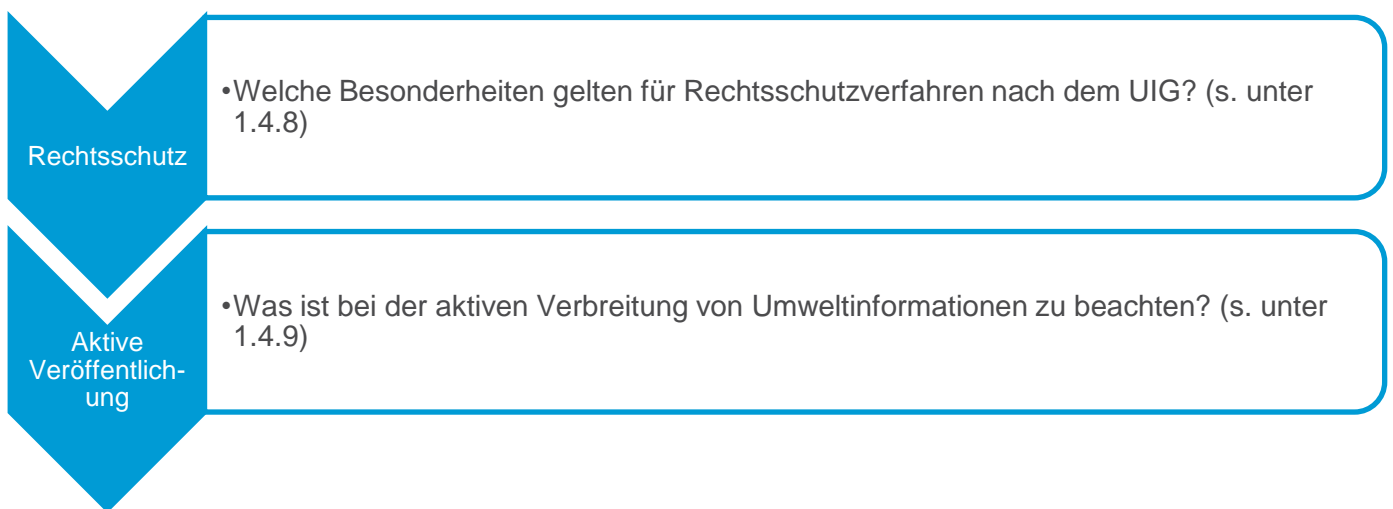 Rechtsschutz
•Welche Besonderheiten gelten für Rechtsschutzverfahren nach dem UIG? (s. unter
1.4.8)
Aktive
Veröffentlich-
ung
•Was ist bei der aktiven Verbreitung von Umweltinformationen zu beachten? (s. unter
1.4.9)